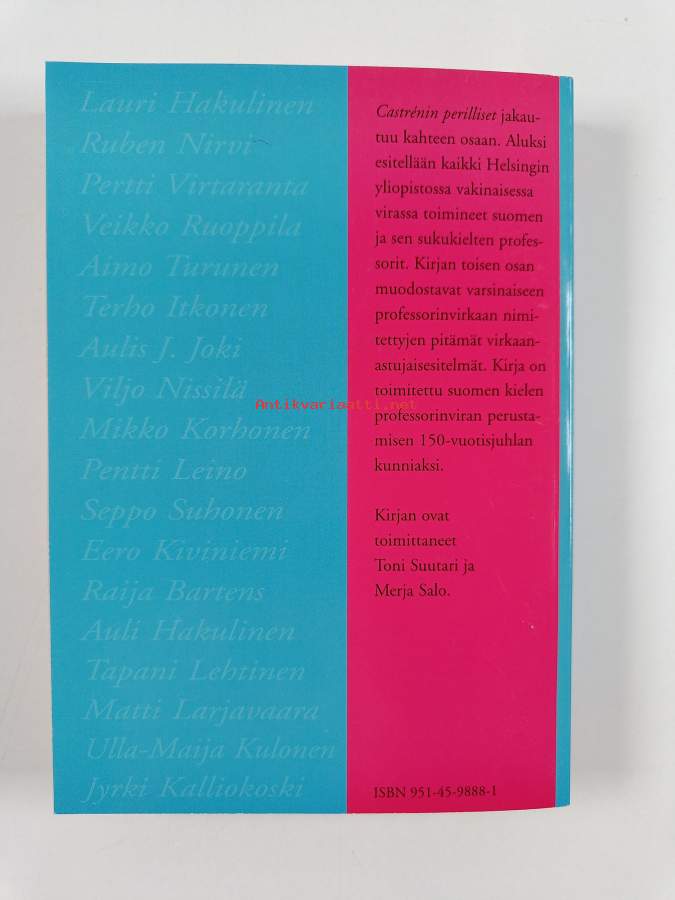 Lauri Hakulinen
Ruben Nirvi
Pertti Virtaranta
Veikko Ruoppila
Aimo Turunen
Terho Itkonen
Aulis J. Joki
Viljo Nissilä
Mikko Korhonen
Pentti Leino
Seppo Suhonen
Eero Kiviniemi
Raija Bartens
Auli Hakulinen
Tapani Lehtinen
Matti Larjavaara
Ulla-Maija Kulonen
Jyrki Kalliokoski
Castrénin perilliset jakau-
tuu kahteen osaan. Aluksi
esitellään kaikki Helsingin
yliopistossa vakinaisessa
virassa toimineet suomen
ja sen sukukielten profes-
sorit. Kirjan toisen osan
muodostavat varsinaiseen
professorinvirkaan nimi-
tettyjen pitämät virkaan-
astujaisesitelmät. Kirja on
toimitettu suomen kielen
professorinviran perusta-
misen 150-vuotisjuhlan
kunniaksi.
Kirjan ovat
toimittaneet
Toni Suutari ja
Merja Salo.
ISBN 951-45-9888-1
Antikvariaatti.net